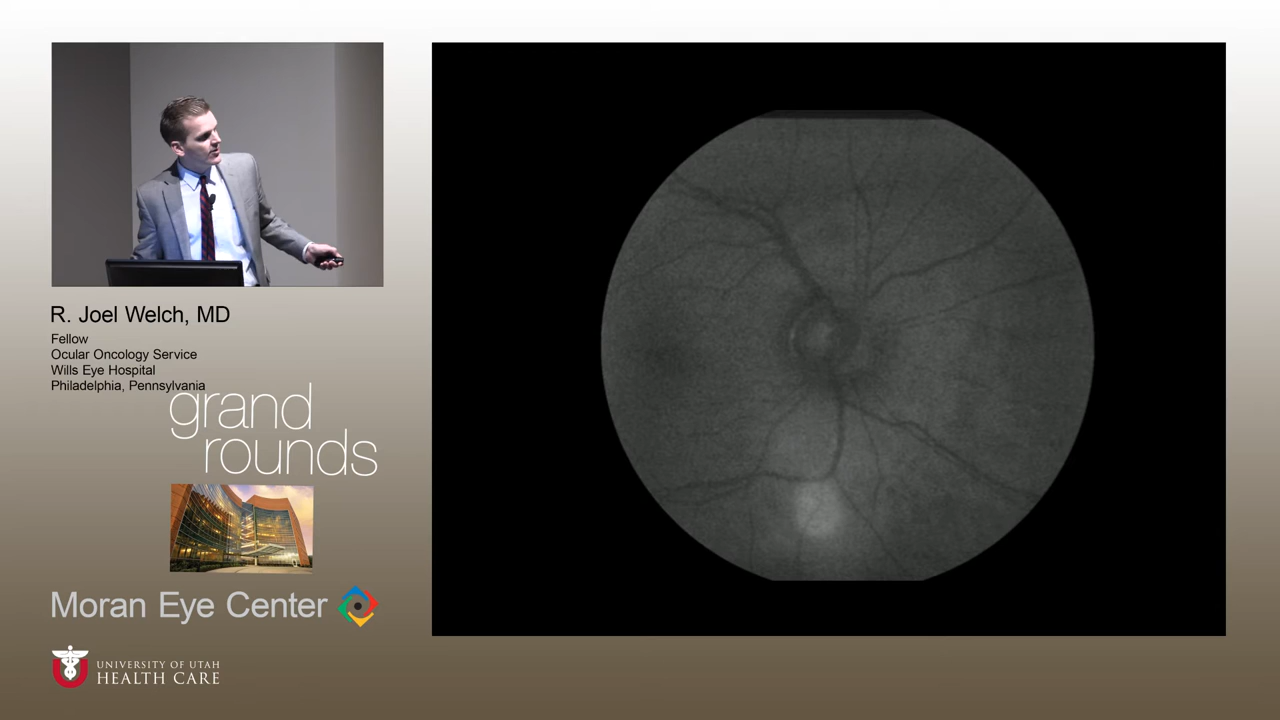 R. Joel Welch, MD
Fellow
Ocular Oncology Service
Wills Eye Hospital
Philadelphia, Pennsylvania
grand
rounds
Moran Eye Center
UNIVERSITY OF UTAH
HEALTH CARE